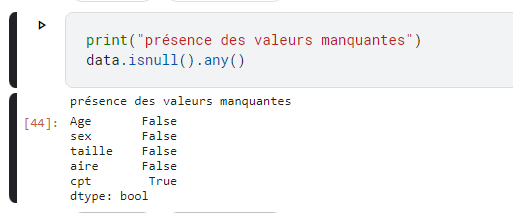 print("présence des valeurs manquantes")
data.isnull().any()
présence des valeurs manquantes
[44]:
Age       False
sex       False
taille    False
aire      False
cpt        True
dtype: bool